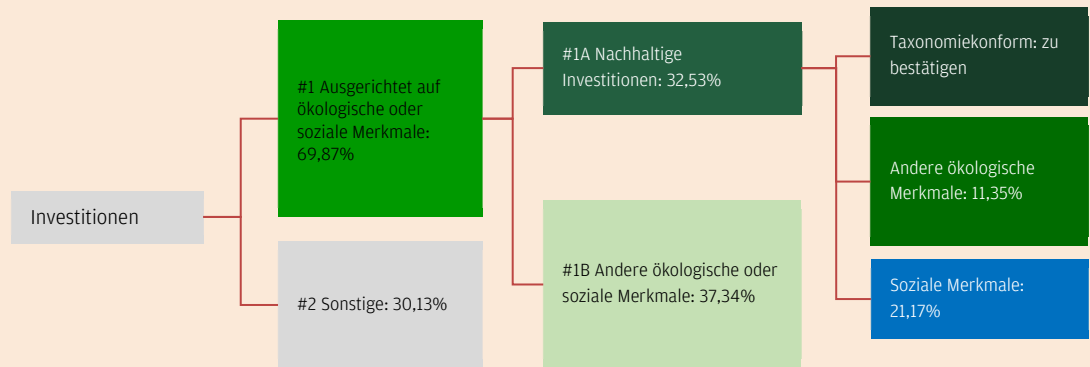 Investitionen
#1 Ausgerichtet auf
ökologische oder
soziale Merkmale:
69,87%
#2 Sonstige: 30,13%
#1A Nachhaltige
Investitionen: 32,53%
#1B Andere ökologische oder
soziale Merkmale: 37,34%
Taxonomiekonform: zu
bestätigen
Andere ökologische
Merkmale: 11,35%
Soziale Merkmale:
21,17%